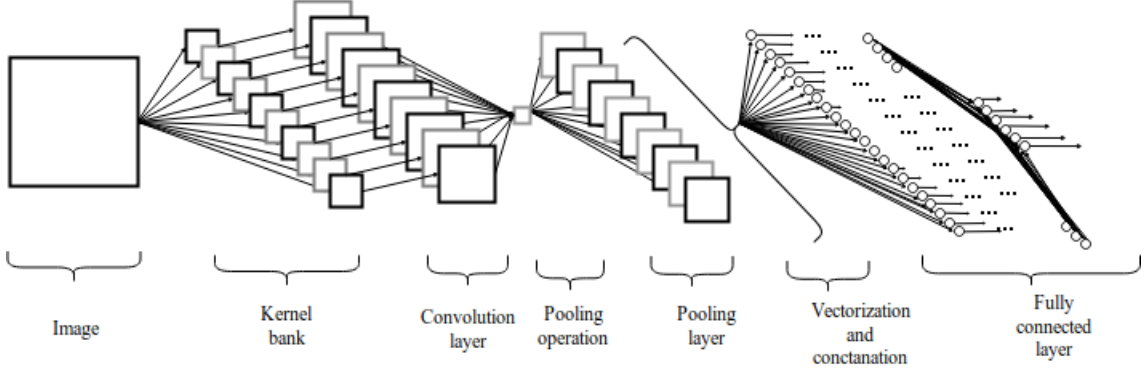 Image
Kernel
bank
Convolution
layer
Pooling
operation
Pooling
layer
Vectorization
and
conctanation
Fully
connected
layer